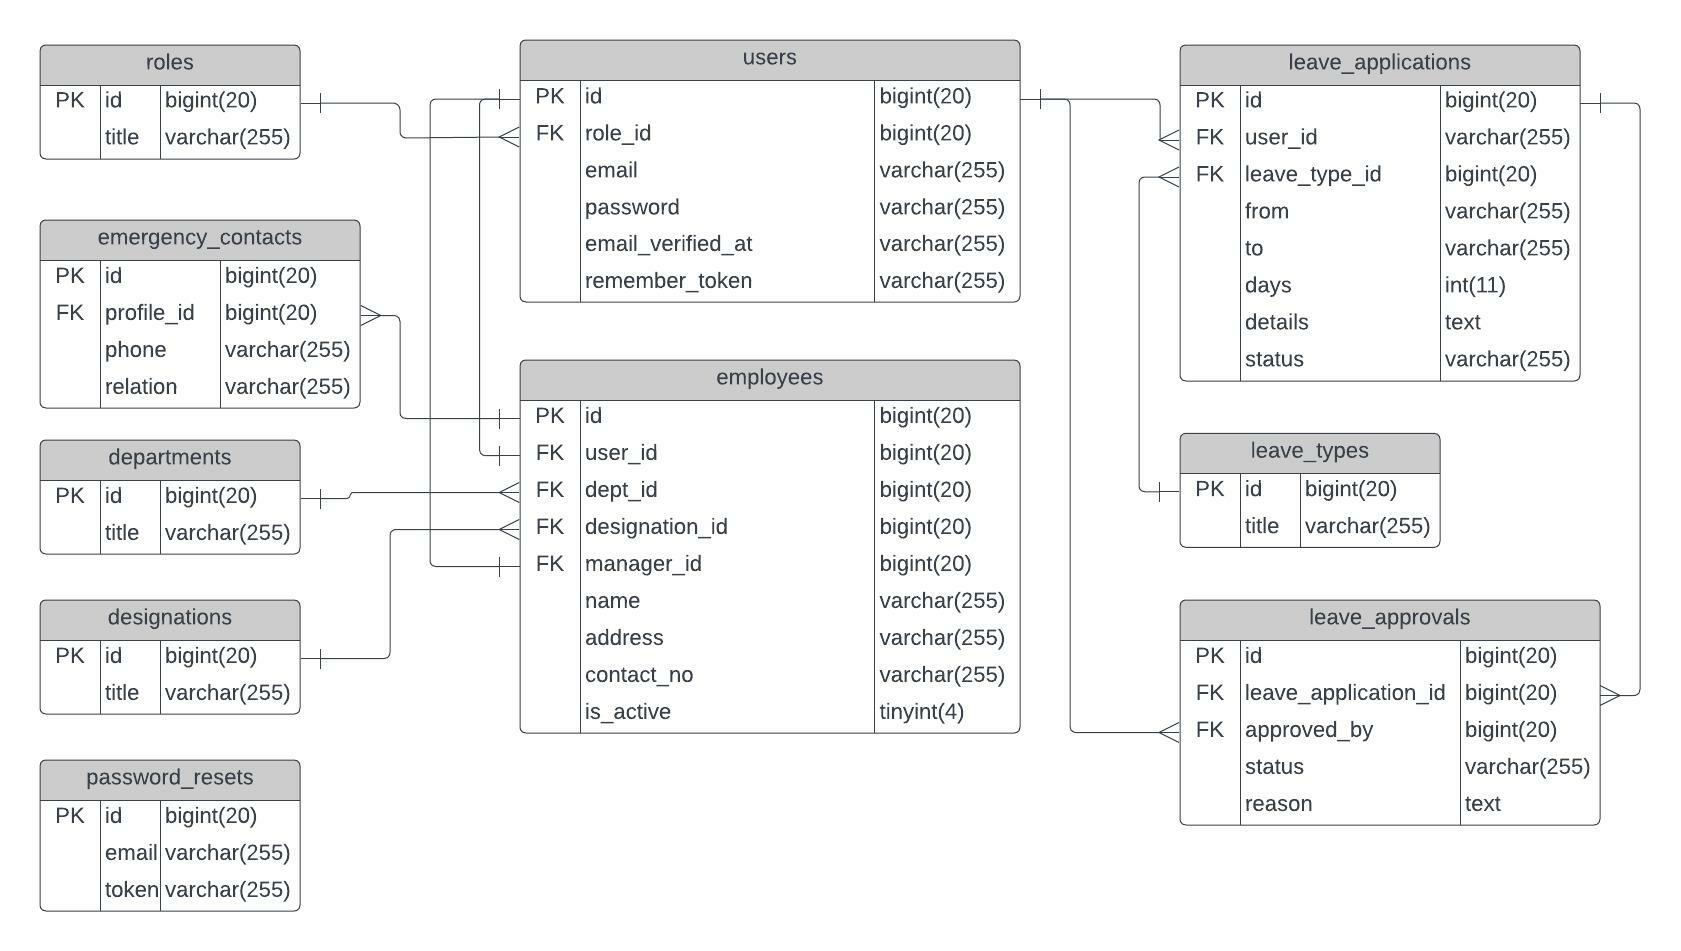 roles
PK id bigint(20)
title varchar(255)
emergency_contacts
PK id bigint(20)
FK profile_id bigint(20)
phone varchar(255)
relation varchar(255)
departments
PK id bigint(20)
title varchar(255)
designations
PK id bigint(20)
title varchar(255)
password_resets
PK id bigint(20)
email varchar(255)
token varchar(255)
users
PK id bigint(20)
FK role_id bigint(20)
email varchar(255)
password varchar(255)
email_verified_at varchar(255)
remember_token varchar(255)
employees
PK id bigint(20)
FK user_id bigint(20)
FK dept_id bigint(20)
FK designation_id bigint(20)
FK manager_id bigint(20)
name varchar(255)
address varchar(255)
contact_no varchar(255)
is_active tinyint(4)
leave_applications
PK id bigint(20)
FK user_id varchar(255)
FK leave_type_id bigint(20)
from varchar(255)
to varchar(255)
days int(11)
details text
status varchar(255)
leave_types
PK id bigint(20)
title varchar(255)
leave_approvals
PK id bigint(20)
FK leave_application_id bigint(20)
FK approved_by bigint(20)
status varchar(255)
reason text